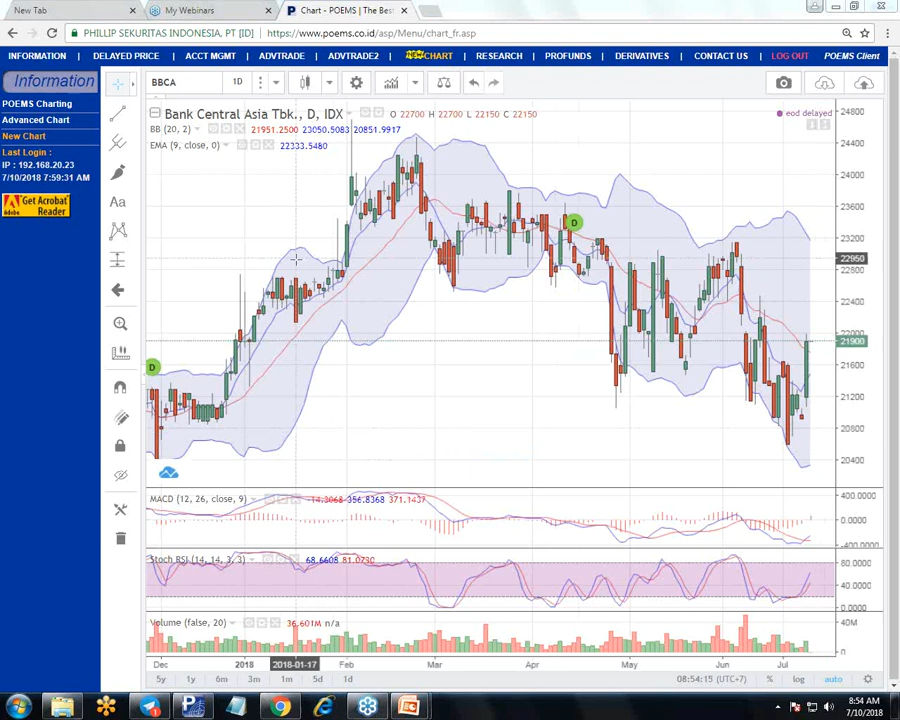 New Tab
My Webinars
Chart - POEMS | The Bes
PHILLIP SEKURITAS INDONESIA. PT [ID]
https://www.poems.co.id/asp/Menu/chart_fr.asp
INFORMATION DELAYED PRICE ACCT MGMT ADVTRADE ADVTRADE2 NEW CHART RESEARCH PROFUNDS DERIVATIVES CONTACT US LOG OUT POEMS Client
Information
POEMS Charting
Advanced Chart
New Chart
Last Login :
IP : 192.168.20.23
7/10/2018 7:59:31 AM
Get Acrobat
Reader
BBCA 1D
Bank Central Asia Tbk., D, IDX O 22700 H 22700 L 22150 C 22150
eod delayed
BB (20, 2) 21951.2500 23050.5083 20851.9917
EMA (9, close, 0) 22333.5480
Aa
D
D
24800
24400
24000
23600
23200
22950
22800
22400
22000
21900
21600
21200
20800
20400
MACD (12, 26, close, 9) -14.3068 356.8368 371.1437
400.0000
0.0000
-400.0000
Stoch RSI (14, 14, 3, 3) 68.6608 81.0730
80.0000
40.0000
0.0000
Volume (false, 20) 36.601M n/a
40M
0
Dec 2018 2018-01-17 Feb Mar Apr May Jun Jul
5y 1y 6m 3m 1m 5d 1d
08:54:15 (UTC+7) % log auto
8:54 AM
7/10/2018